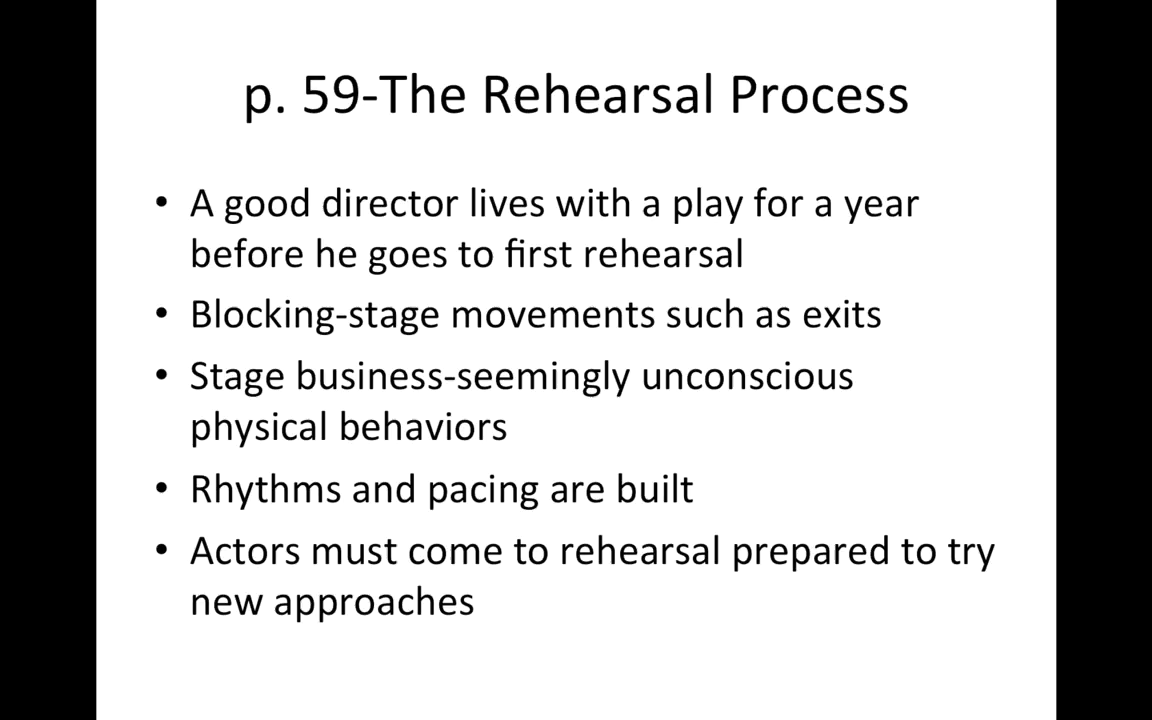 p. 59-The Rehearsal Process
• A good director lives with a play for a year
before he goes to first rehearsal
• Blocking-stage movements such as exits
• Stage business-seemingly unconscious
physical behaviors
• Rhythms and pacing are built
• Actors must come to rehearsal prepared to try
new approaches